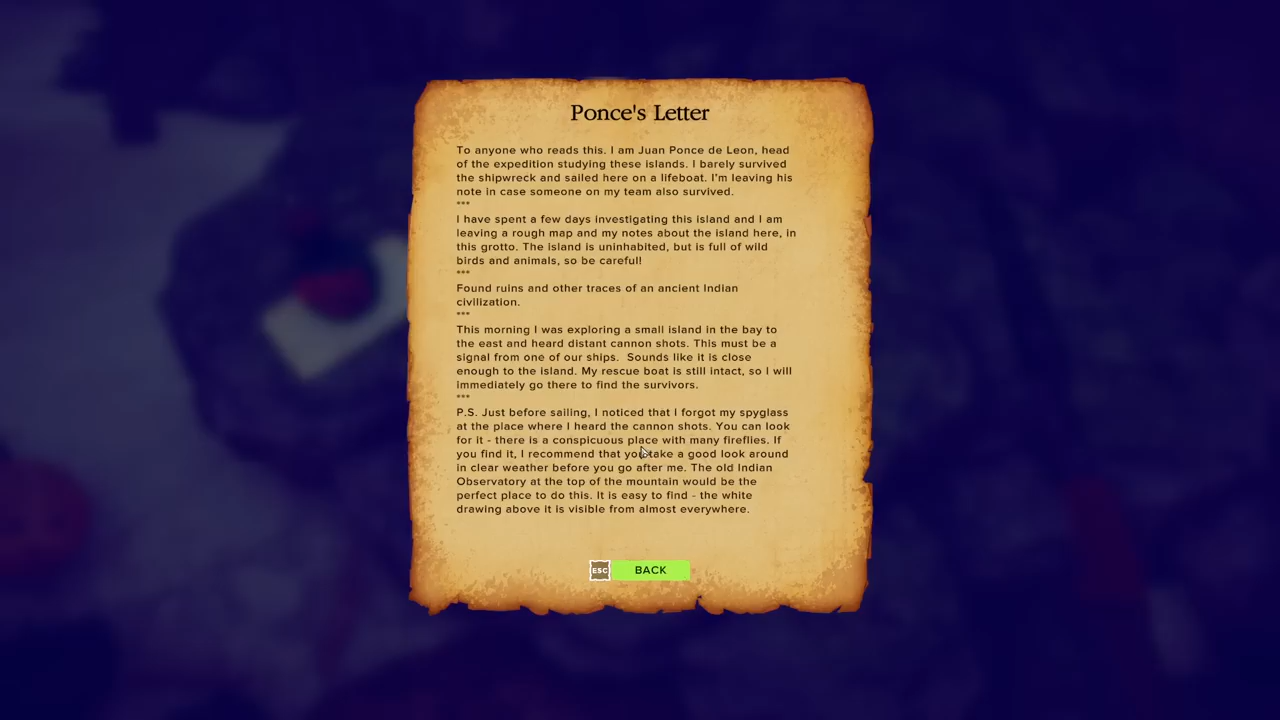 Ponce's Letter
To anyone who reads this. I am Juan Ponce de Leon, head
of the expedition studying these islands. I barely survived
the shipwreck and sailed here on a lifeboat. I'm leaving his
note in case someone on my team also survived.
***
I have spent a few days investigating this island and I am
leaving a rough map and my notes about the island here, in
this grotto. The island is uninhabited, but is full of wild
birds and animals, so be careful!
***
Found ruins and other traces of an ancient Indian
civilization.
***
This morning I was exploring a small island in the bay to
the east and heard distant cannon shots. This must be a
signal from one of our ships.  Sounds like it is close
enough to the island. My rescue boat is still intact, so I will
immediately go there to find the survivors.
***
P.S. Just before sailing, I noticed that I forgot my spyglass
at the place where I heard the cannon shots. You can look
for it - there is a conspicuous place with many fireflies. If
you find it, I recommend that you take a good look around
in clear weather before you go after me. The old Indian
Observatory at the top of the mountain would be the
perfect place to do this. It is easy to find - the white
drawing above it is visible from almost everywhere.
ESC BACK